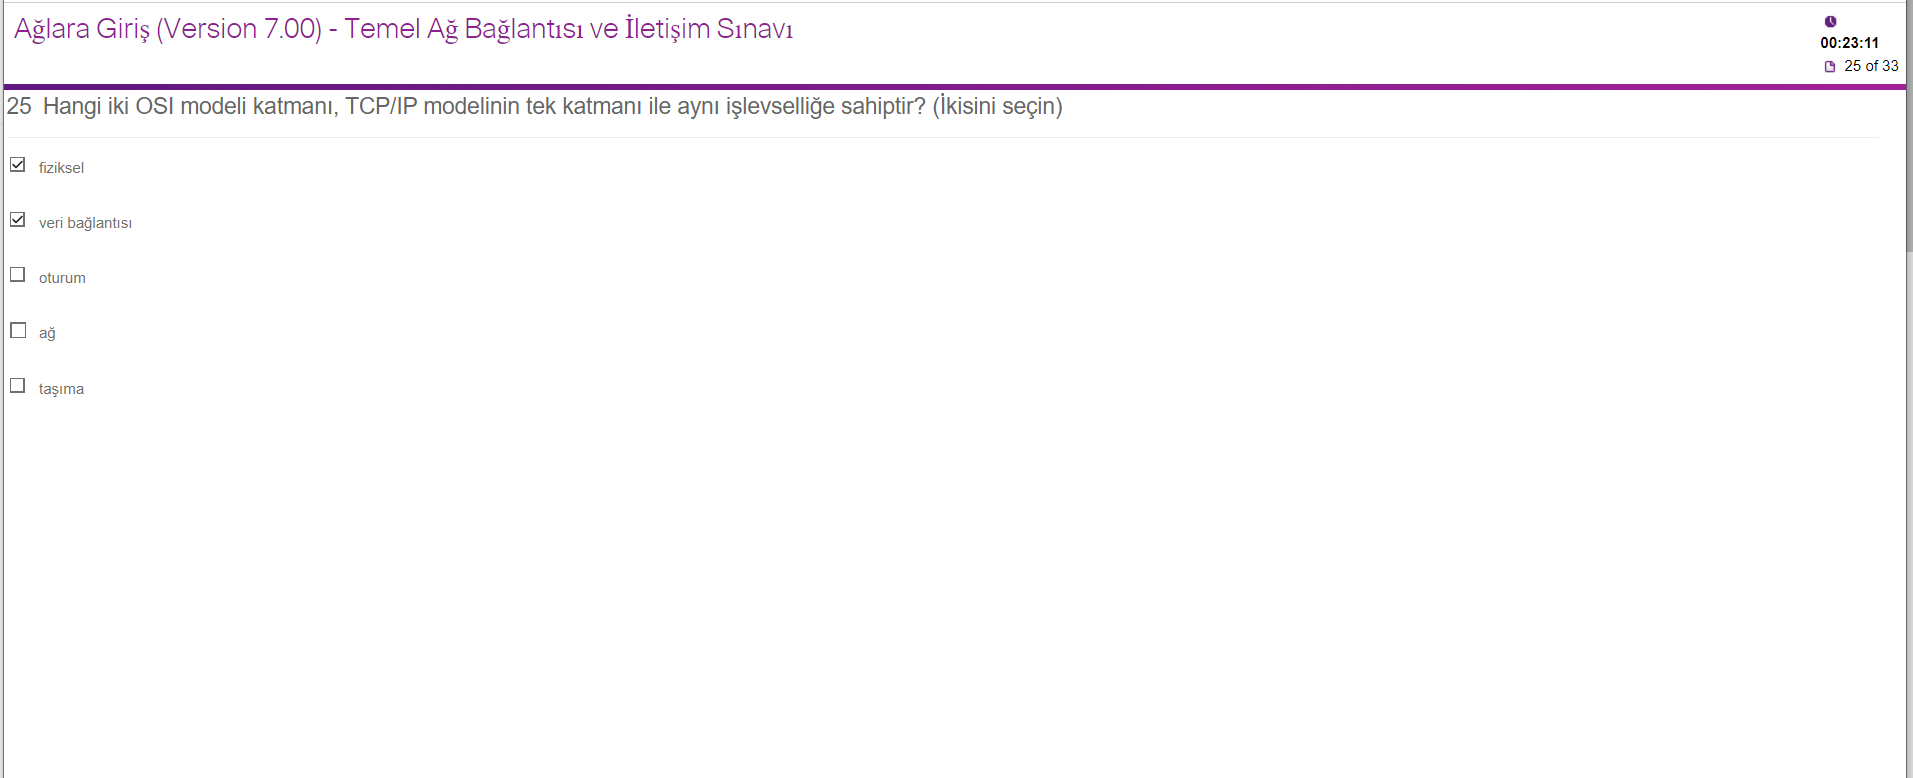 Ağlara Giriş (Version 7.00) - Temel Ağ Bağlantısı ve İletişim Sınavı
00:23:11
25 of 33
25 Hangi iki OSI modeli katmanı, TCP/IP modelinin tek katmanı ile aynı işlevselliğe sahiptir? (İkisini seçin)
fiziksel
veri bağlantısı
oturum
ağ
taşıma